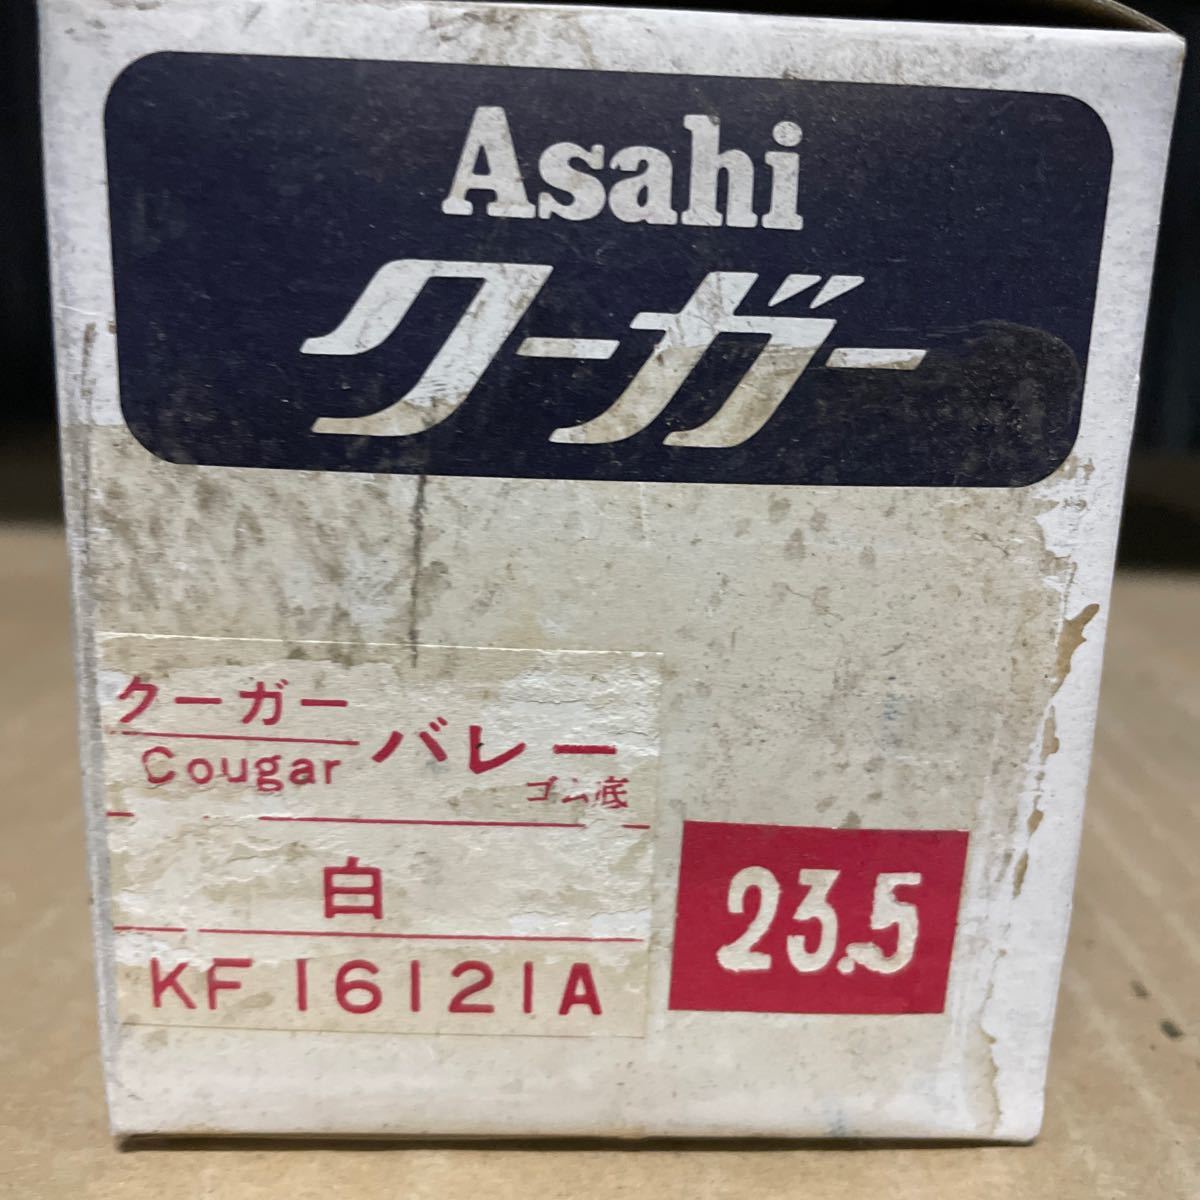 Asahi
クーガー
クーガー
Cougar
バレー
ゴム底
白
KF 16121A
23.5